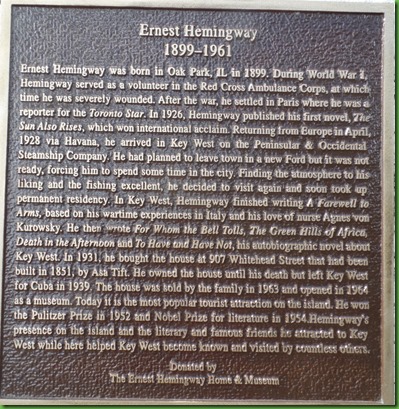 Ernest Hemingway
1899–1961
Ernest Hemingway was born in Oak Park, IL in 1899. During World War I,
Hemingway served as a volunteer in the Red Cross Ambulance Corps, at which
time he was severely wounded. After the war, he settled in Paris where he was a
reporter for the Toronto Star. In 1926, Hemingway published his first novel, The
Sun Also Rises, which won international acclaim. Returning from Europe in April,
1928 via Havana, he arrived in Key West on the Peninsular & Occidental
Steamship Company. He had planned to leave town in a new Ford but it was not
ready, forcing him to spend some time in the city. Finding the atmosphere to his
liking and the fishing excellent, he decided to visit again and soon took up
permanent residency. In Key West, Hemingway finished writing A Farewell to
Arms, based on his wartime experiences in Italy and his love of nurse Agnes von
Kurowsky. He then wrote For Whom the Bell Tolls, The Green Hills of Africa,
Death in the Afternoon and To Have and Have Not, his autobiographic novel about
Key West. In 1931, he bought the house at 907 Whitehead Street that had been
built in 1851, by Asa Tift. He owned the house until his death but left Key West
for Cuba in 1939. The house was sold by the family in 1963 and opened in 1964
as a museum. Today it is the most popular tourist attraction on the island. He won
the Pulitzer Prize in 1952 and Nobel Prize for literature in 1954.Hemingway's
presence on the island and the literary and famous friends he attracted to Key
West while here helped Key West become known and visited by countless others.
Donated by
The Ernest Hemingway Home & Museum